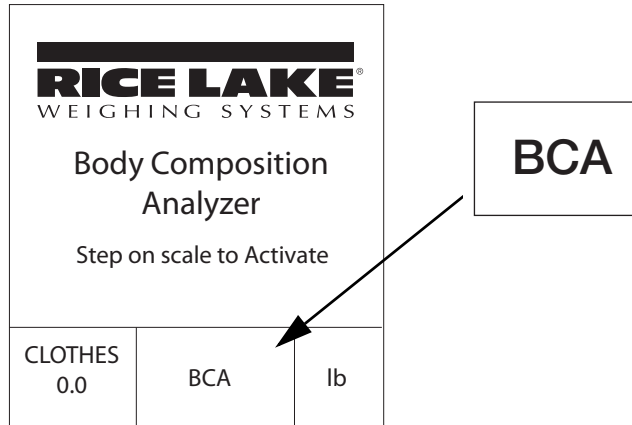 RICE LAKE®
WEIGHING SYSTEMS
Body Composition
Analyzer
Step on scale to Activate
CLOTHES
0.0
BCA
lb
BCA